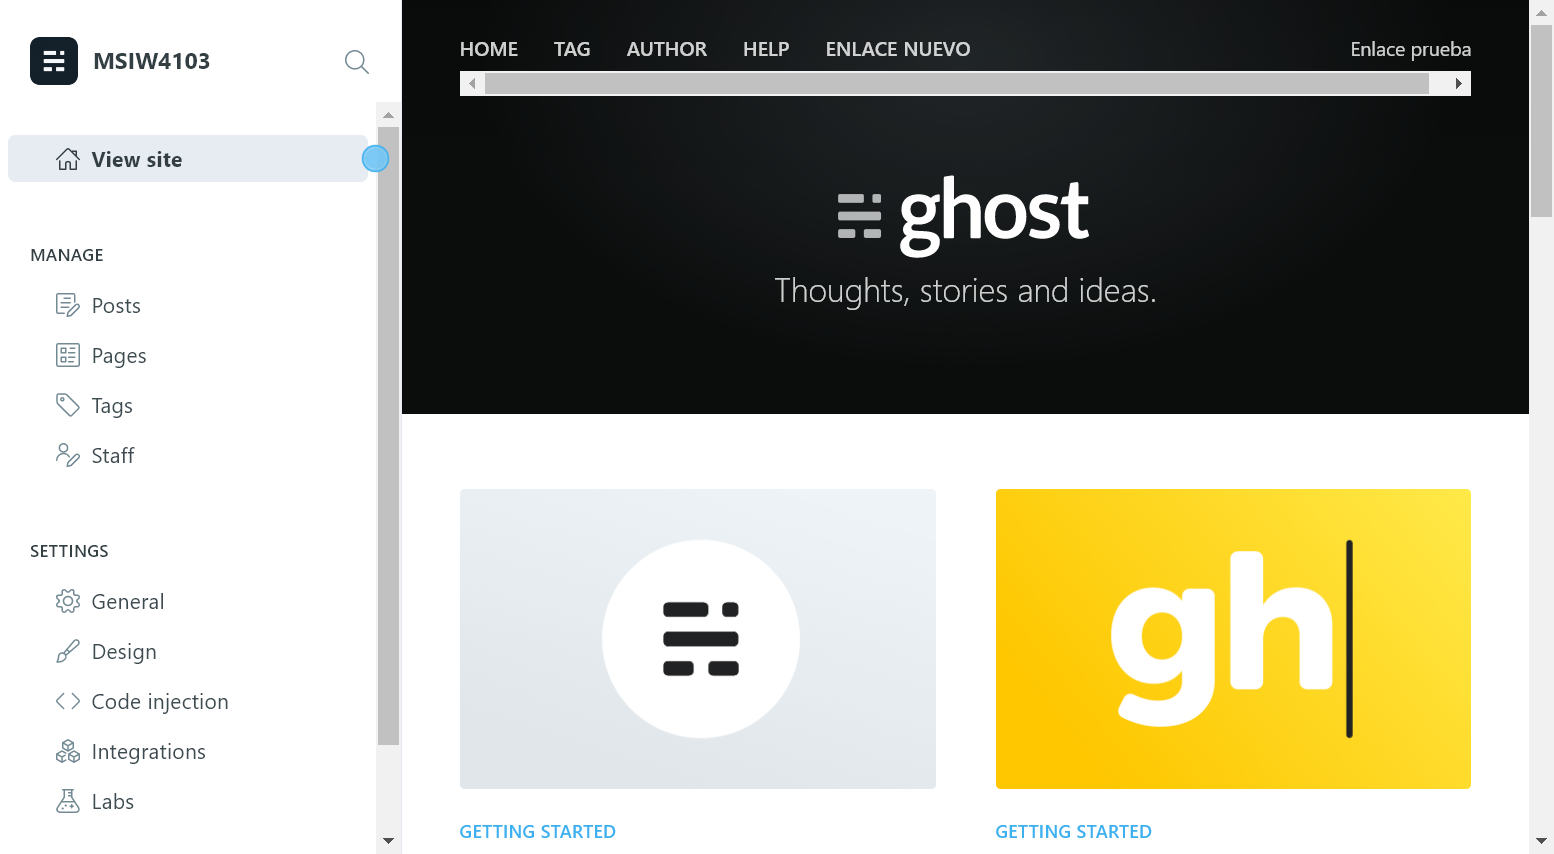 MSIW4103
View site
MANAGE
Posts
Pages
Tags
Staff
SETTINGS
General
Design
Code injection
Integrations
Labs
HOME TAG AUTHOR HELP ENLACE NUEVO Enlace prueba
ghost
Thoughts, stories and ideas.
gh
GETTING STARTED GETTING STARTED